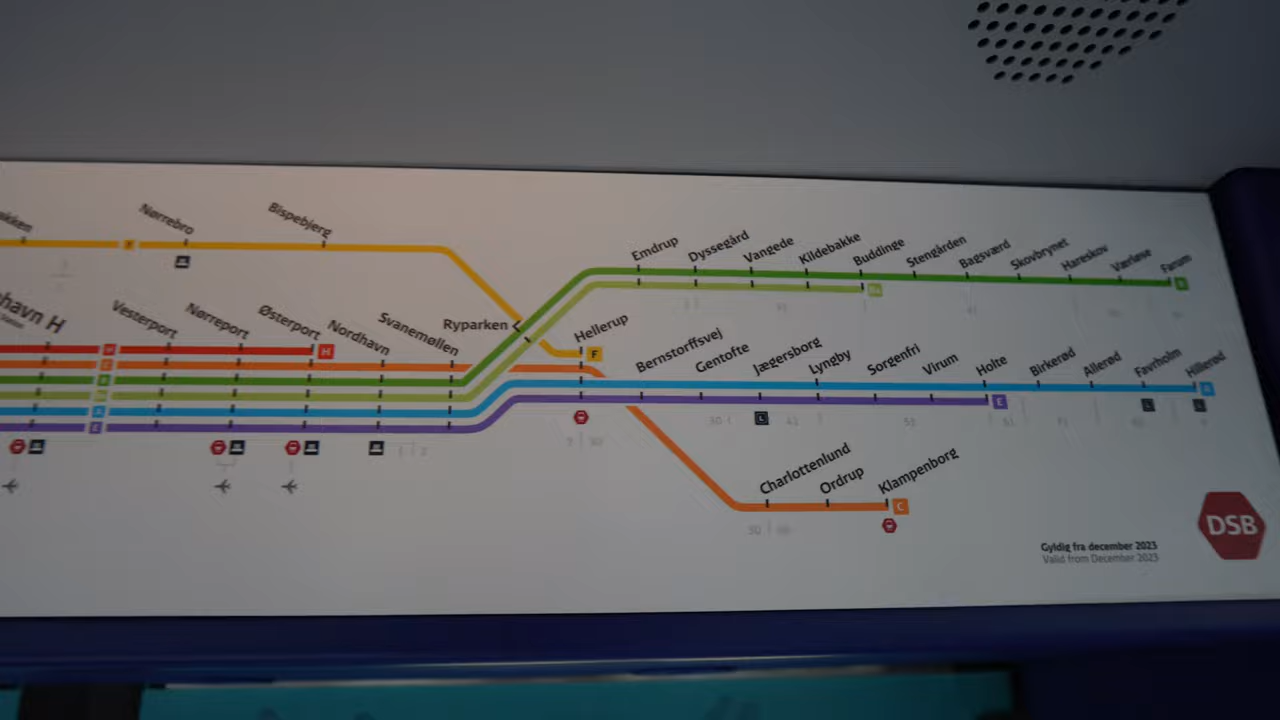 Nørrebro
Bispebjerg
Emdrup
Dyssegård
Vangede
Kildebakke
Buddinge
Stengården
Bagsværd
Skovbrynet
Hareskov
Værløse
Farum
havn H
Vesterport
Nørreport
Østerport
Nordhavn
Svanemøllen
Ryparken
Hellerup
Bernstorffsvej
Gentofte
Jægersborg
Lyngby
Sorgenfri
Virum
Holte
Birkerød
Allerød
Favrholm
Hillerød
F
F
H
E
A
L
L
L
Charlottenlund
Ordrup
Klampenborg
C
DSB
Gyldig fra december 2023
Valid from December 2023